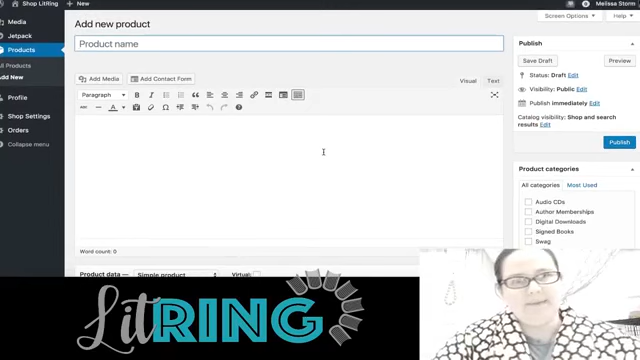 Shop LitRing
New
Melissa Storm
Media
Jetpack
Products
All Products
Add New
Profile
Shop Settings
Orders
Collapse menu
Add new product
Screen Options
Help
Product name
Add Media
Add Contact Form
Visual
Text
Paragraph
B
I
ABC
A
Word count: 0
Product data —
Simple product
Virtual:
Publish
Save Draft
Preview
Status: Draft Edit
Visibility: Public Edit
Publish immediately Edit
Catalog visibility: Shop and search
results Edit
Publish
Product categories
All categories
Most Used
Audio CDs
Author Memberships
Digital Downloads
Signed Books
Swag
LitRING